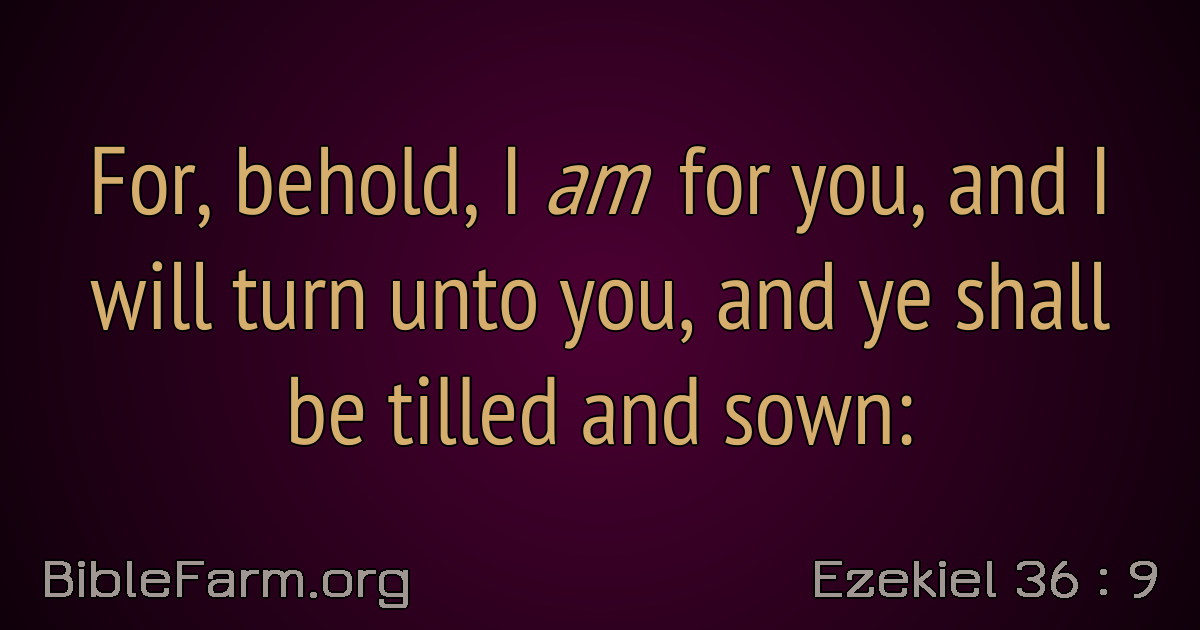 For, behold, I am for you, and I
will turn unto you, and ye shall
be tilled and sown:
BibleFarm.org
Ezekiel 36 : 9